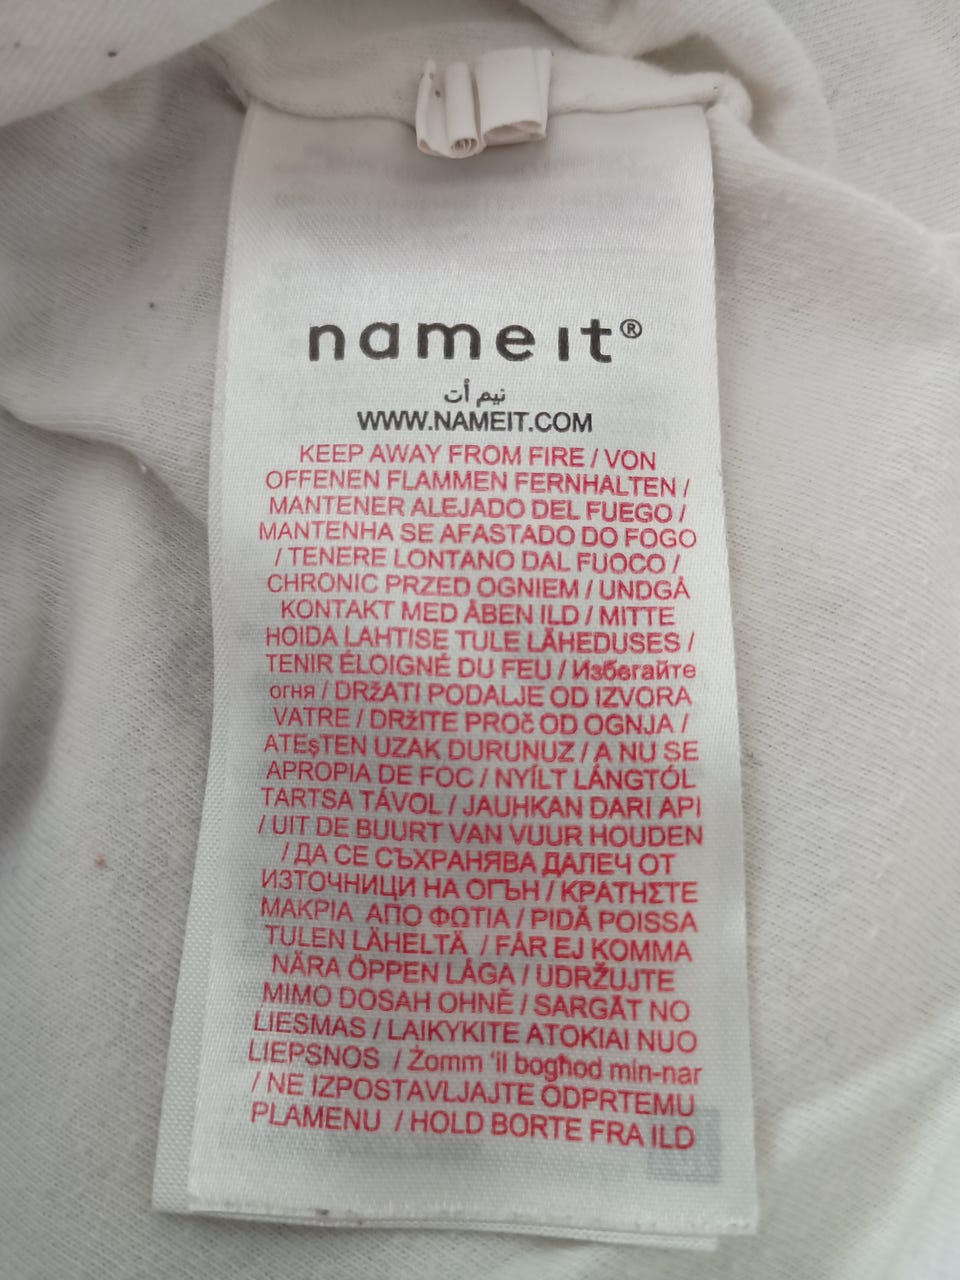 name it®
نيم أت
WWW.NAMEIT.COM
KEEP AWAY FROM FIRE / VON
OFFENEN FLAMMEN FERNHALTEN /
MANTENER ALEJADO DEL FUEGO /
MANTENHA SE AFASTADO DO FOGO
/ TENERE LONTANO DAL FUOCO /
CHRONIC PRZED OGNIEM / UNDGÅ
KONTAKT MED ÅBEN ILD / MITTE
HOIDA LAHTISE TULE LÄHEDUSES /
TENIR ÉLOIGNÉ DU FEU / Избегайте
огня / DRžATI PODALJE OD IZVORA
VATRE / DRžITE PROč OD OGNJA /
ATEşTEN UZAK DURUNUZ / A NU SE
APROPIA DE FOC / NYÍLT LÁNGTÓL
TARTSA TÁVOL / JAUHKAN DARI API
/ UIT DE BUURT VAN VUUR HOUDEN
/ ДА СЕ СЪХРАНЯВА ДАЛЕЧ ОТ
ИЗТОЧНИЦИ НА ОГЪН / ΚΡΑΤΗΣΤΕ
ΜΑΚΡΙΑ ΑΠΟ ΦΩΤΙΑ / PIDÄ POISSA
TULEN LÄHELTÄ / FÅR EJ KOMMA
NÄRA ÖPPEN LÅGA / UDRŽUJTE
MIMO DOSAH OHNĚ / SARGĀT NO
LIESMAS / LAIKYKITE ATOKIAI NUO
LIEPSNOS / Żomm 'il bogħod min-nar
/ NE IZPOSTAVLJAJTE ODPRTEMU
PLAMENU / HOLD BORTE FRA ILD